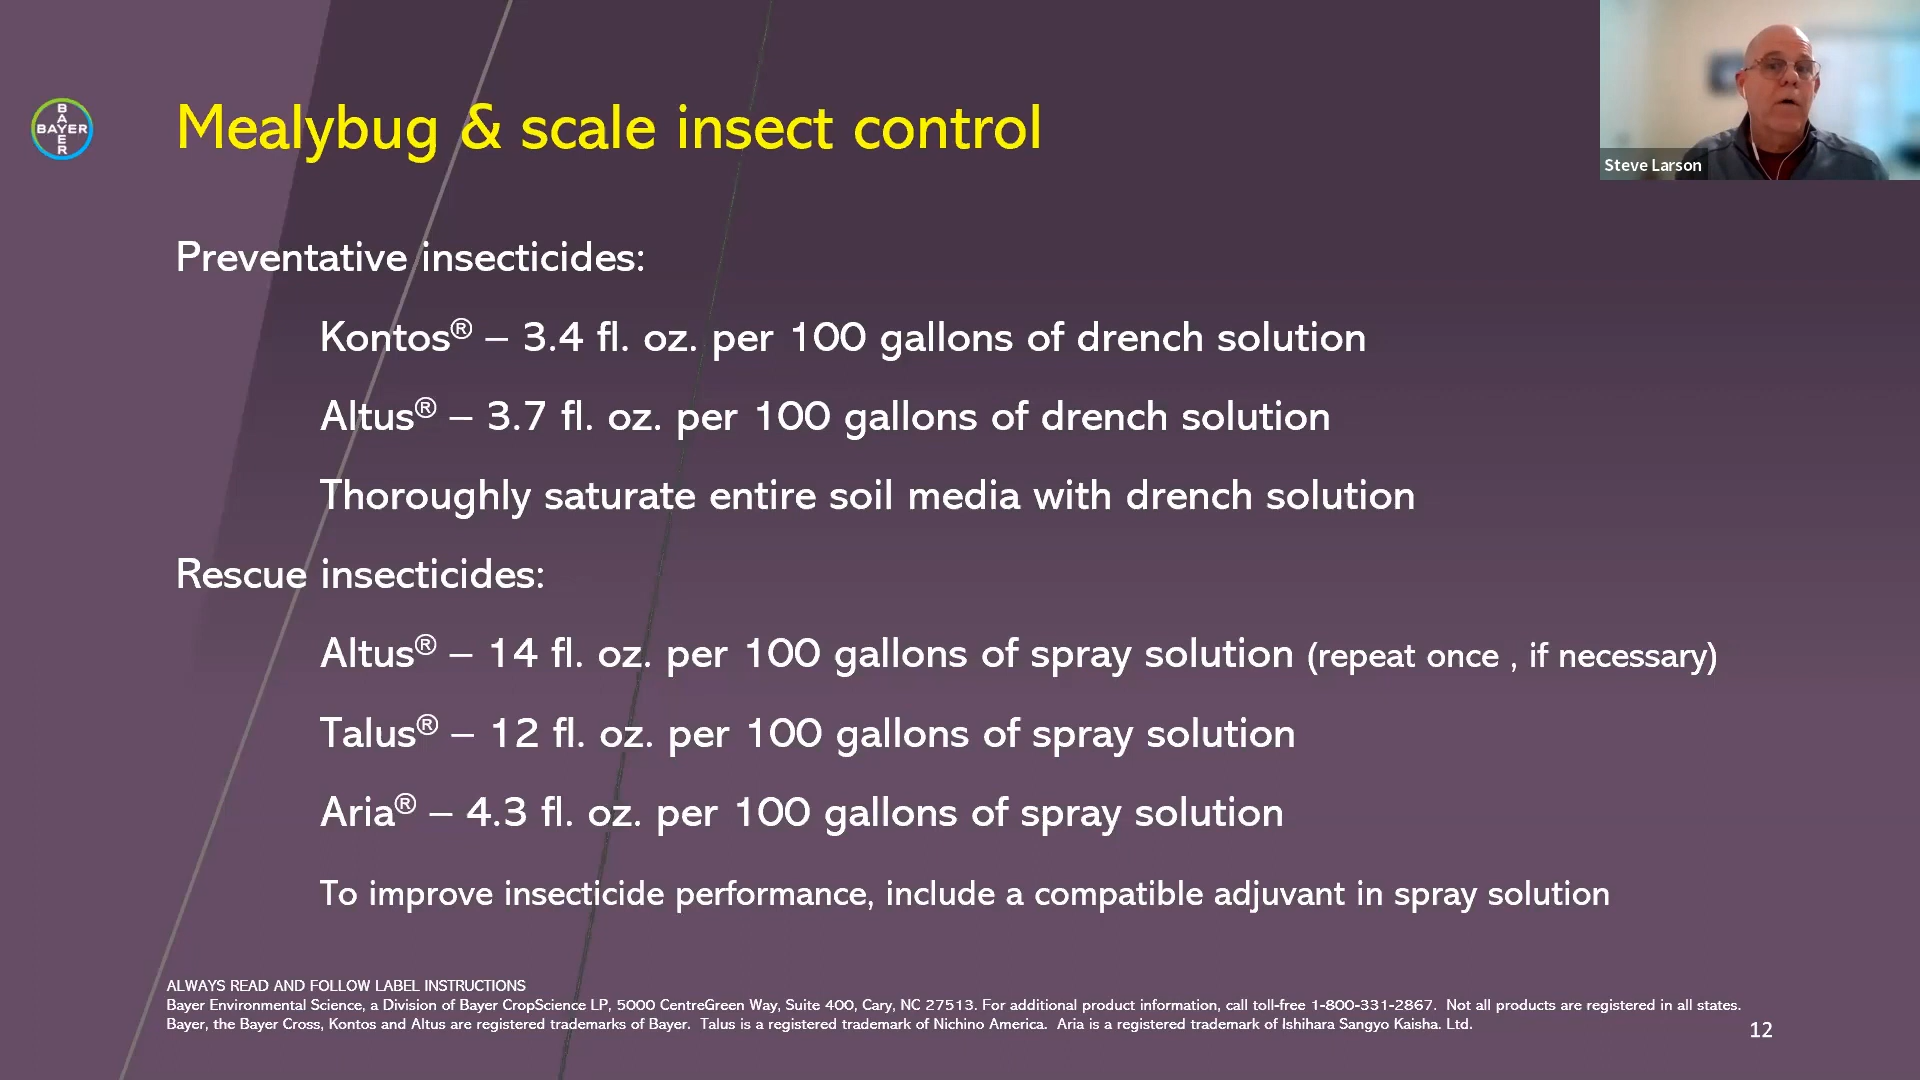 BAYER
BAYER
Mealybug & scale insect control
Steve Larson
Preventative insecticides:
Kontos® – 3.4 fl. oz. per 100 gallons of drench solution
Altus® – 3.7 fl. oz. per 100 gallons of drench solution
Thoroughly saturate entire soil media with drench solution
Rescue insecticides:
Altus® – 14 fl. oz. per 100 gallons of spray solution (repeat once , if necessary)
Talus® – 12 fl. oz. per 100 gallons of spray solution
Aria® – 4.3 fl. oz. per 100 gallons of spray solution
To improve insecticide performance, include a compatible adjuvant in spray solution
ALWAYS READ AND FOLLOW LABEL INSTRUCTIONS
Bayer Environmental Science, a Division of Bayer CropScience LP, 5000 CentreGreen Way, Suite 400, Cary, NC 27513. For additional product information, call toll-free 1-800-331-2867. Not all products are registered in all states.
Bayer, the Bayer Cross, Kontos and Altus are registered trademarks of Bayer. Talus is a registered trademark of Nichino America. Aria is a registered trademark of Ishihara Sangyo Kaisha. Ltd.
12